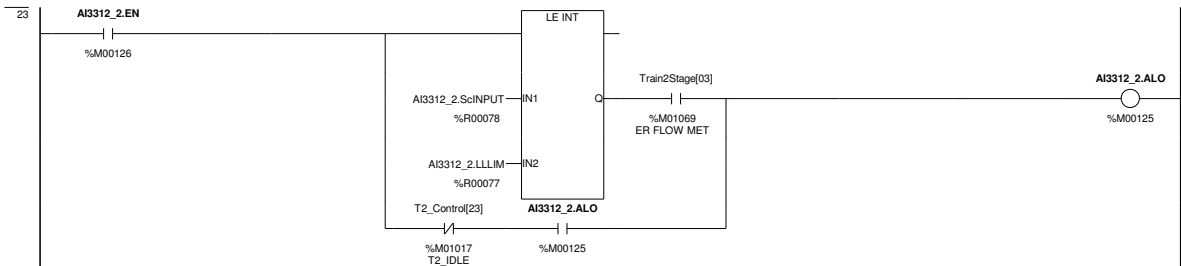 23
AI3312_2.EN
%M00126
LE INT
Train2Stage[03]
AI3312_2.ALO
AI3312_2.ScINPUT
IN1
Q
%R00078
%M01069
ER FLOW MET
%M00125
AI3312_2.LLLIM
IN2
%R00077
T2_Control[23]
AI3312_2.ALO
%M01017
T2_IDLE
%M00125